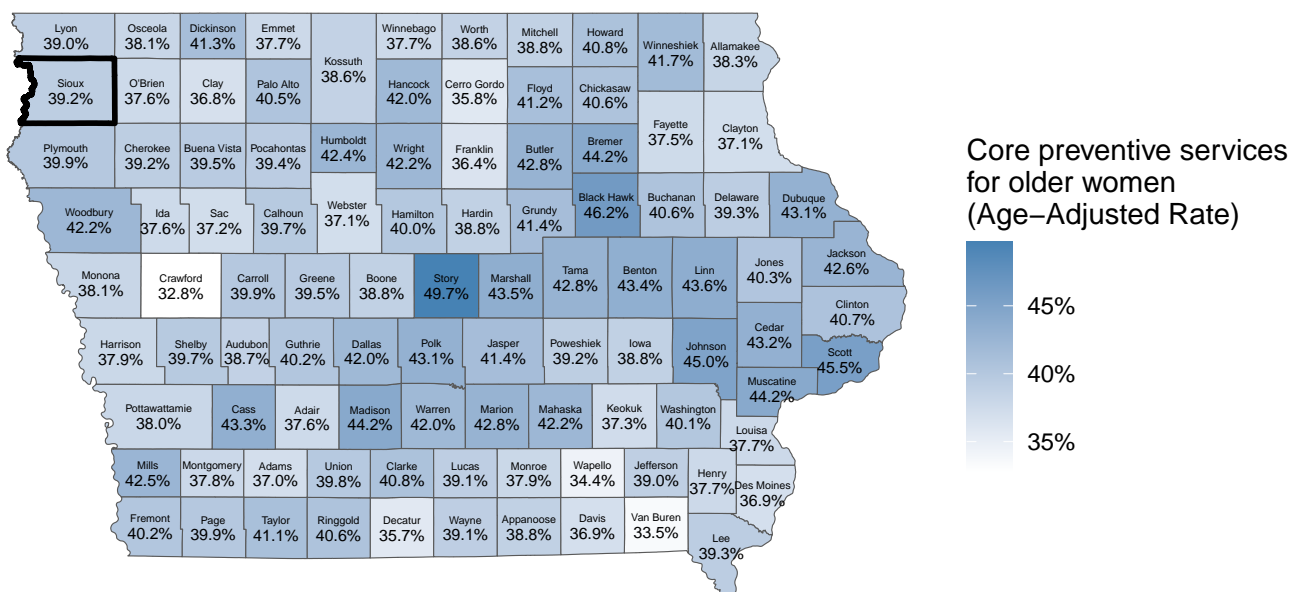 Lyon
39.0%
Osceola
38.1%
Dickinson
41.3%
Emmet
37.7%
Kossuth
38.6%
Winnebago
37.7%
Worth
38.6%
Mitchell
38.8%
Howard
40.8%
Winneshiek
41.7%
Allamakee
38.3%
Sioux
39.2%
O'Brien
37.6%
Clay
36.8%
Palo Alto
40.5%
Hancock
42.0%
Cerro Gordo
35.8%
Floyd
41.2%
Chickasaw
40.6%
Fayette
37.5%
Clayton
37.1%
Plymouth
39.9%
Cherokee
39.2%
Buena Vista
39.5%
Pocahontas
39.4%
Humboldt
42.4%
Wright
42.2%
Franklin
36.4%
Butler
42.8%
Bremer
44.2%
Woodbury
42.2%
Ida
37.6%
Sac
37.2%
Calhoun
39.7%
Webster
37.1%
Hamilton
40.0%
Hardin
38.8%
Grundy
41.4%
Black Hawk
46.2%
Buchanan
40.6%
Delaware
39.3%
Dubuque
43.1%
Monona
38.1%
Crawford
32.8%
Carroll
39.9%
Greene
39.5%
Boone
38.8%
Story
49.7%
Marshall
43.5%
Tama
42.8%
Benton
43.4%
Linn
43.6%
Jones
40.3%
Jackson
42.6%
Clinton
40.7%
Harrison
37.9%
Shelby
39.7%
Audubon
38.7%
Guthrie
40.2%
Dallas
42.0%
Polk
43.1%
Jasper
41.4%
Poweshiek
39.2%
Iowa
38.8%
Johnson
45.0%
Cedar
43.2%
Scott
45.5%
Muscatine
44.2%
Pottawattamie
38.0%
Cass
43.3%
Adair
37.6%
Madison
44.2%
Warren
42.0%
Marion
42.8%
Mahaska
42.2%
Keokuk
37.3%
Washington
40.1%
Louisa
37.7%
Mills
42.5%
Montgomery
37.8%
Adams
37.0%
Union
39.8%
Clarke
40.8%
Lucas
39.1%
Monroe
37.9%
Wapello
34.4%
Jefferson
39.0%
Henry
37.7%
Des Moines
36.9%
Fremont
40.2%
Page
39.9%
Taylor
41.1%
Ringgold
40.6%
Decatur
35.7%
Wayne
39.1%
Appanoose
38.8%
Davis
36.9%
Van Buren
33.5%
Lee
39.3%
Core preventive services
for older women
(Age−Adjusted Rate)
45%
40%
35%